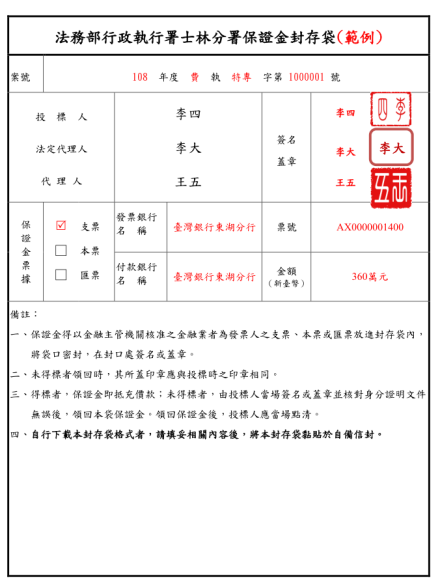 法務部行政執行署士林分署保證金封存袋(範例)
案號 108 年度 費 執 特專 字第 1000001 號
投標人 李四 簽名蓋章 李四 李四
法定代理人 李大 李大 李大
代理人 王五 王五 王五
保證金票據 ☑ 支票 發票銀行名稱 臺灣銀行東湖分行 票號 AX0000001400
☐ 本票
☐ 匯票 付款銀行名稱 臺灣銀行東湖分行 金額(新臺幣) 360萬元
備註：
一、保證金得以金融主管機關核准之金融業者為發票人之支票、本票或匯票放進封存袋內，
將袋口密封，在封口處簽名或蓋章。
二、未得標者領回時，其所蓋印章應與投標時之印章相同。
三、得標者，保證金即抵充價款；未得標者，由投標人當場簽名或蓋章並核對身分證明文件
無誤後，領回本袋保證金。領回保證金後，投標人應當場點清。
四、自行下載本封存袋格式者，請填妥相關內容後，將本封存袋黏貼於自備信封。